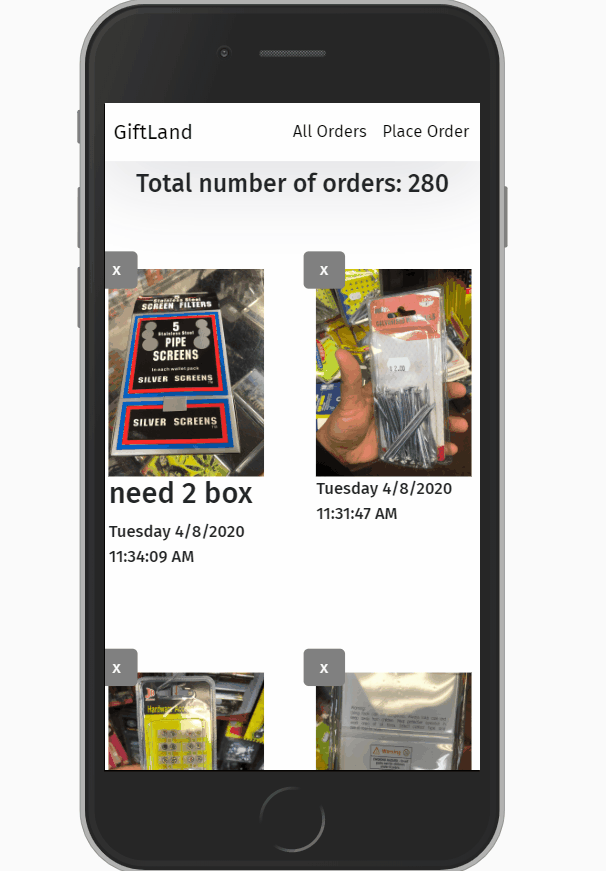 GiftLand
All Orders
Place Order
Total number of orders: 280
x
x
Stainless Steel
SCREEN FILTERS
5
Stainless Steel
PIPE
SCREENS
In each wallet pack
SILVER SCREENS
SILVER SCREENS
need 2 box
Tuesday 4/8/2020
11:34:09 AM
Tuesday 4/8/2020
11:31:47 AM
x
x
Warning